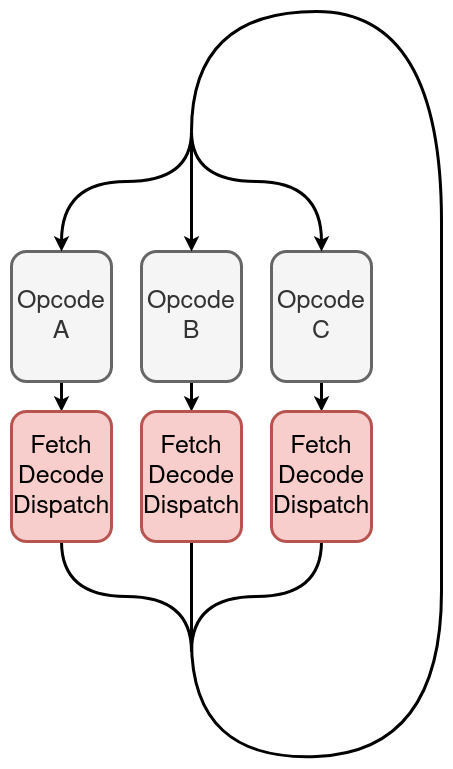 Opcode
A
Opcode
B
Opcode
C
Fetch
Decode
Dispatch
Fetch
Decode
Dispatch
Fetch
Decode
Dispatch